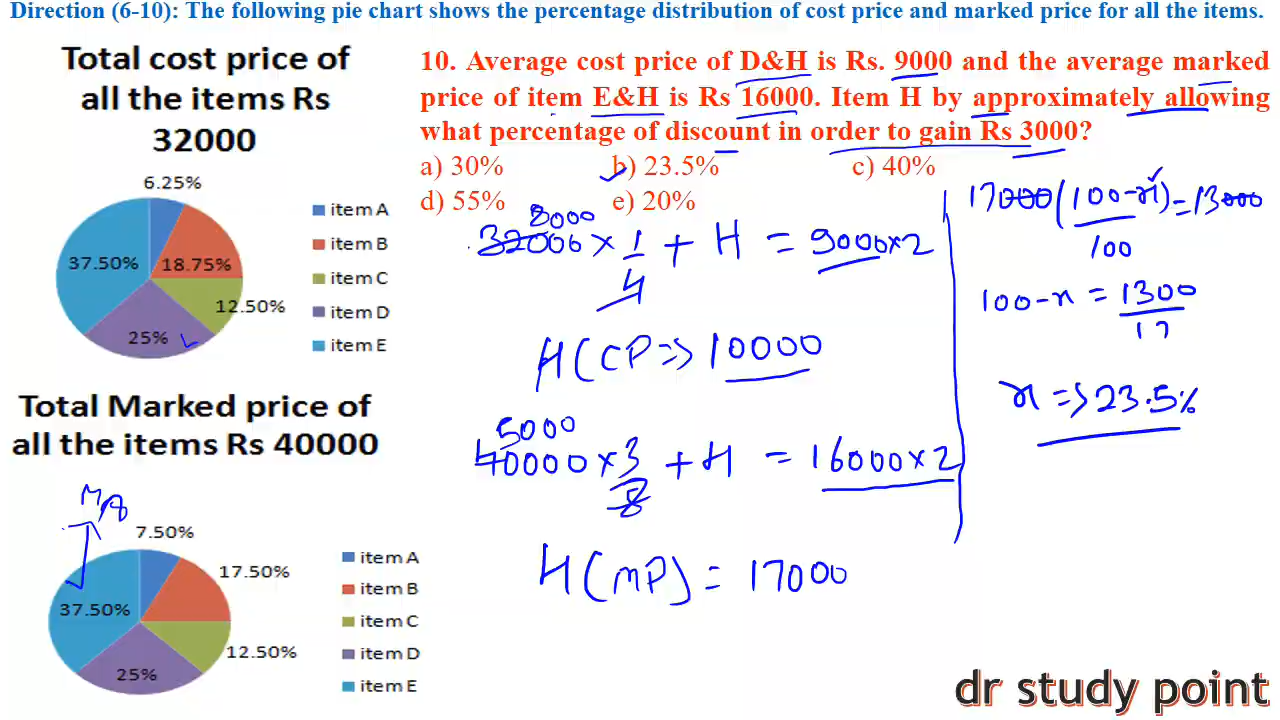 Direction (6-10): The following pie chart shows the percentage distribution of cost price and marked price for all the items.
Total cost price of
all the items Rs
32000
6.25%
37.50%
18.75%
12.50%
25%
item A
item B
item C
item D
item E
Total Marked price of
all the items Rs 40000
7.50%
17.50%
37.50%
12.50%
25%
item A
item B
item C
item D
item E
10. Average cost price of D&H is Rs. 9000 and the average marked
price of item E&H is Rs 16000. Item H by approximately allowing
what percentage of discount in order to gain Rs 3000?
a) 30% b) 23.5% c) 40%
d) 55% e) 20%
8000
32000 × 1/4 + H = 9000×2
H(CP => 10000
5000
40000 × 3/8 + H = 16000×2
H(MP) = 17000
17000(100-x)/100 = 13000
100-x = 1300/17
x => 23.5%
dr study point